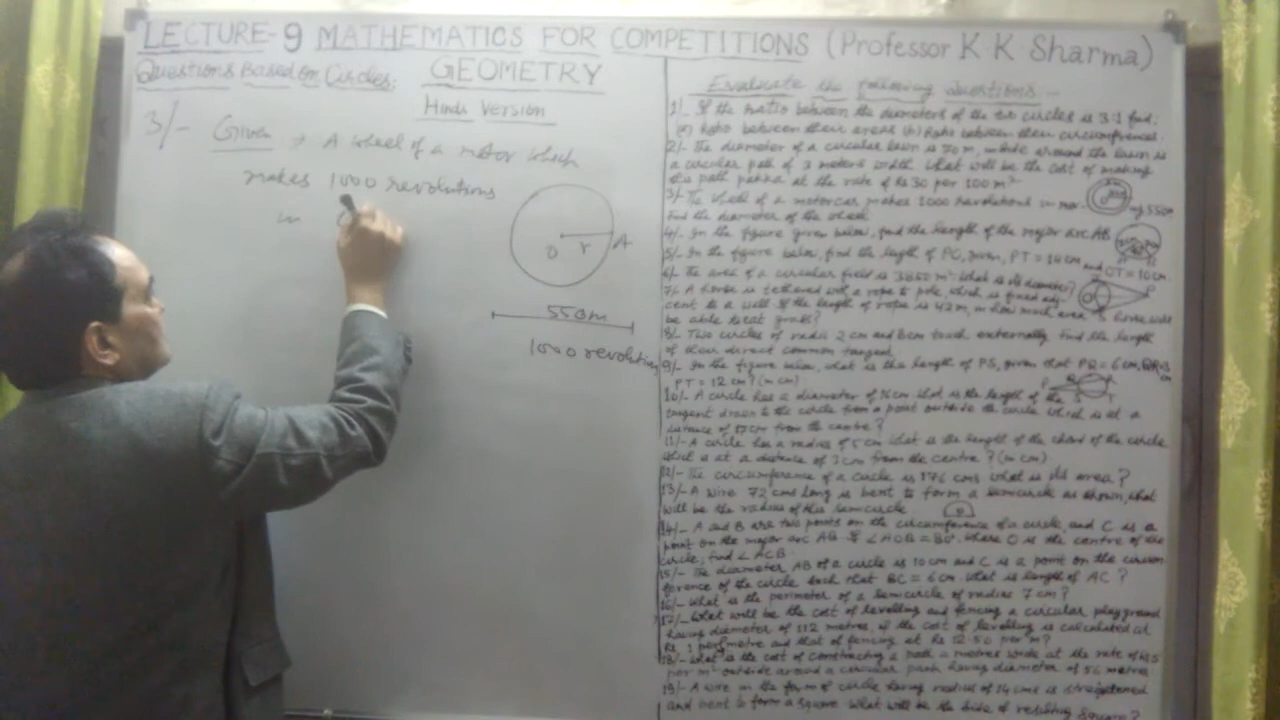 LECTURE-9 MATHEMATICS FOR COMPETITIONS (Professor K K Sharma)
Questions Based on Circles; GEOMETRY
Hindi Version
3/- Given → A wheel of a motor which
makes 1000 revolutions
in
O r A
550m
1000 revolution
Evaluate the following Questions :-
1/- If the ratio between the diameters of the two circles is 3:1 find:
(a) Ratio between their areas (b) Ratio between their circumferences.
2/- The diameter of a circular lawn is 70 m, outside around the lawn is
a circular path of 3 meters width. What will be the cost of making
this path pakka at the rate of Rs 30 per 100 m²
3/- The wheel of a motorcar makes 1000 revolutions in moving 550m
Find the diameter of the wheel.
4/- In the figure given below, find the length of the major arc AB
5/- In the figure below, find the length of PO, given, PT = 14 cm and OT = 10 cm
6/- The area of a circular field is 3850 m². What is its diameter?
7/- A horse is tethered with a rope to pole, which is fixed adj-
cent to a wall. If the length of rope is 42 m, in how much area horse will
be able to eat grass?
8/- Two circles of radii 2 cm and 8 cm touch externally. Find the length
of their direct common tangent.
9/- In the figure below, what is the length of PS, given that PQ = 6 cm,
PT = 12 cm? (in cm)
10/- A circle has a diameter of 16 cm what is the length of the
tangent drawn to the circle from a point outside the circle which is at a
distance of 17 cm from the centre?
11/- A circle has a radius of 5 cm what is the length of the chord of the circle
which is at a distance of 3 cm from the centre? (in cm).
12/- The circumference of a circle is 176 cms what is its area?
13/- A wire 72 cms long is bent to form a semicircle as shown, what
will be the radius of this semicircle.
14/- A and B are two points on the circumference of a circle, and C is a
point on the major arc AB. If ∠AOB = 80°, where O is the centre of the
circle, find ∠ACB.
15/- The diameter AB of a circle is 10 cm and C is a point on the circum
ference of the circle such that BC = 6 cm. What is length of AC?
16/- What is the perimeter of a semicircle of radius 7 cm?
17/- What will be the cost of levelling and fencing a circular playground
having diameter of 112 metres, if the cost of levelling is calculated at
Rs. 1 per metre and that of fencing at Rs 12.50 per m?
18/- What is the cost of constructing a path metres wide at the rate of Rs 5
per m² outside around a circular park having diameter of 56 metres
19/- A wire in the form of circle having radius of 14 cms is straightened
and bent to form a square. What will be the side of resulting square?